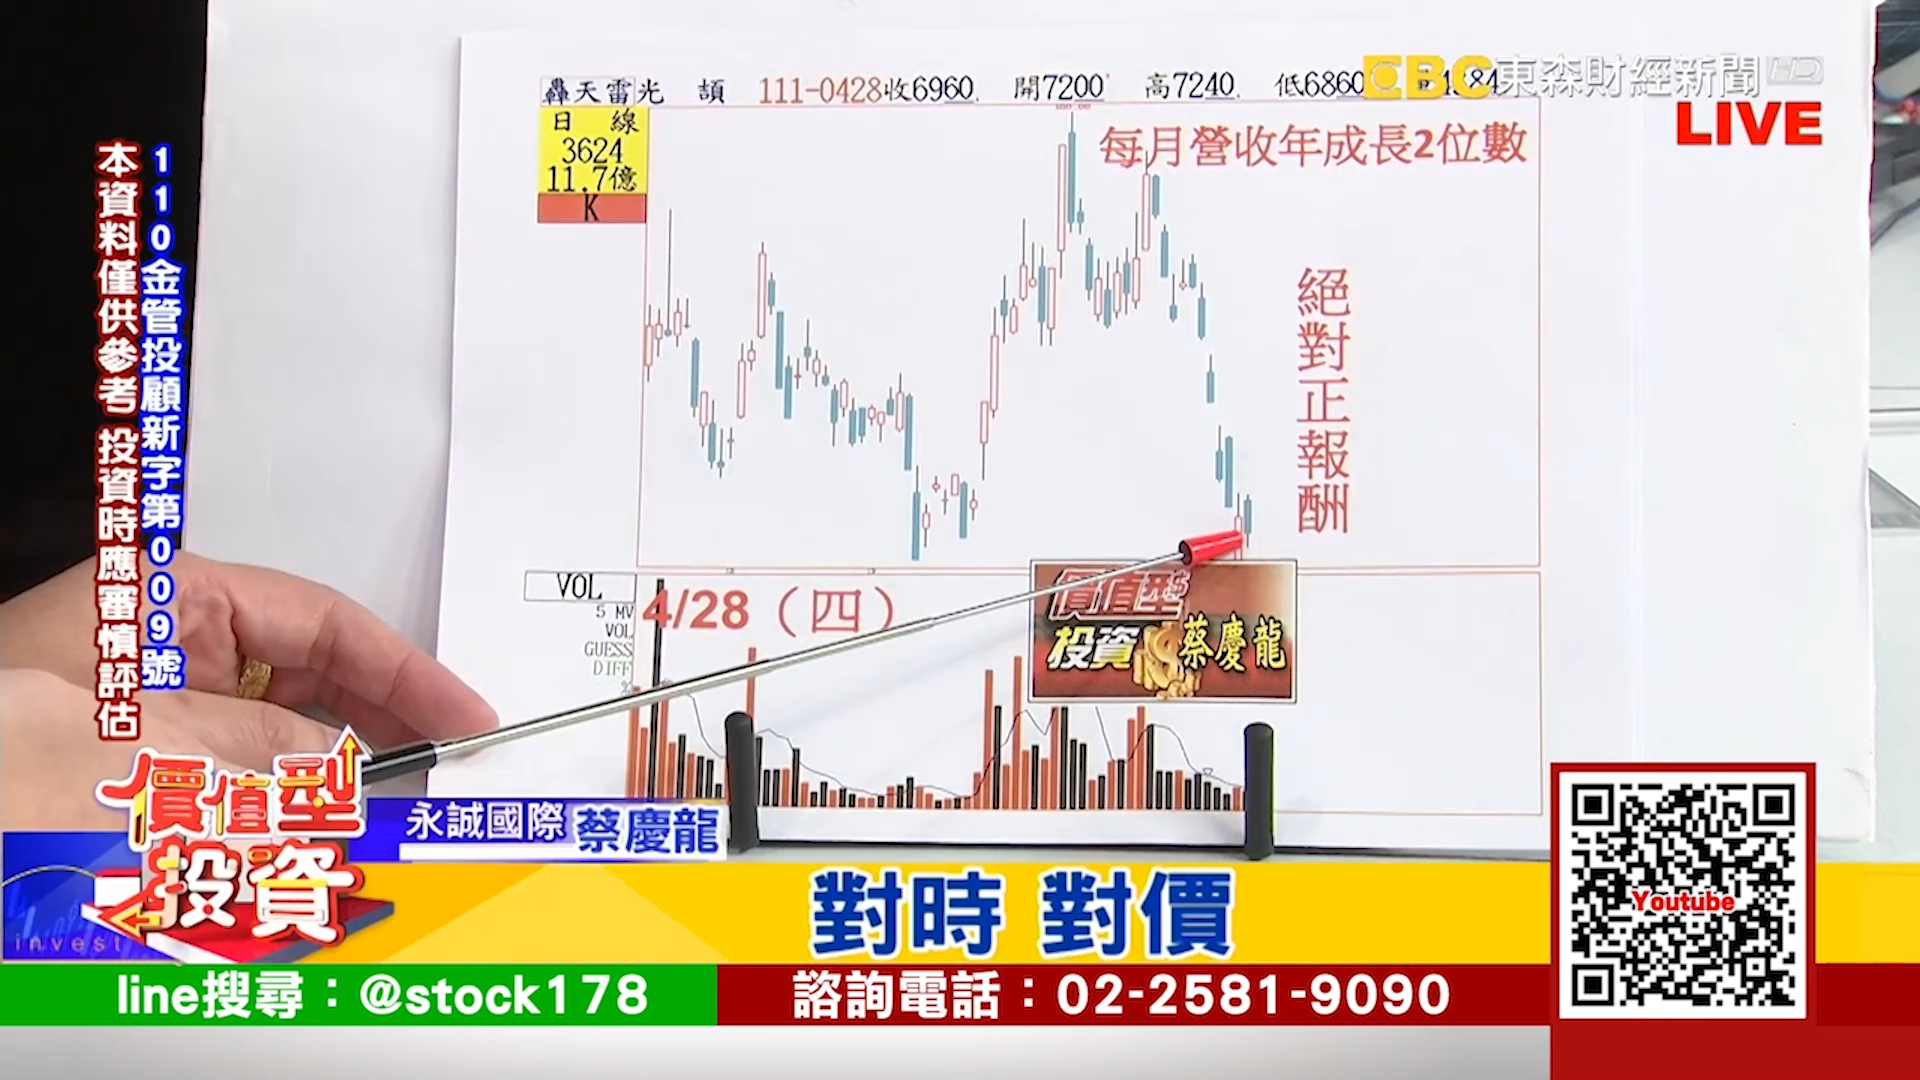 轟天雷光 頡 111-0428收6960 開7200 高7240 低6860
EBC東森財經新聞HD
LIVE
日線
3624
11.7億
K
100.00
每月營收年成長2位數
絕對正報酬
110金管投顧新字第009號
本資料僅供參考 投資時應審慎評估
VOL
5 MV
VOL
GUESS
DIFF
%
4/28(四)
價值型
投資
蔡慶龍
價值型
投資
invest
永誠國際 蔡慶龍
對時 對價
Youtube
line搜尋:@stock178
諮詢電話:02-2581-9090